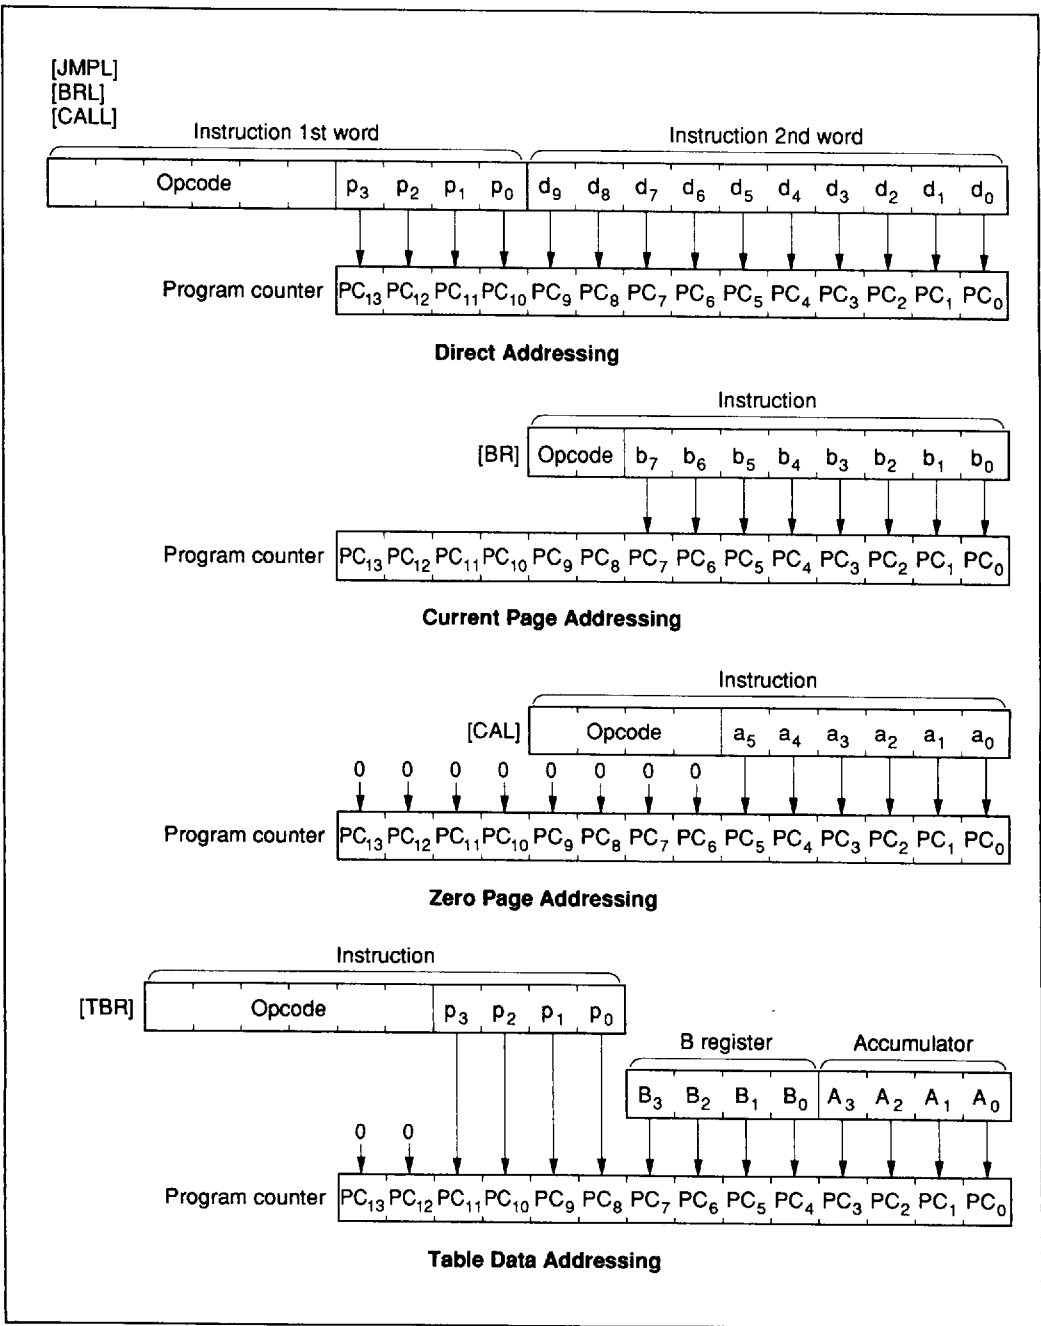 [JMPL]
[BRL]
[CALL]
Instruction 1st word Instruction 2nd word
Opcode p3 p2 p1 p0 d9 d8 d7 d6 d5 d4 d3 d2 d1 d0
Program counter PC13 PC12 PC11 PC10 PC9 PC8 PC7 PC6 PC5 PC4 PC3 PC2 PC1 PC0
Direct Addressing
Instruction
[BR] Opcode b7 b6 b5 b4 b3 b2 b1 b0
Program counter PC13 PC12 PC11 PC10 PC9 PC8 PC7 PC6 PC5 PC4 PC3 PC2 PC1 PC0
Current Page Addressing
Instruction
[CAL] Opcode a5 a4 a3 a2 a1 a0
0 0 0 0 0 0 0 0
Program counter PC13 PC12 PC11 PC10 PC9 PC8 PC7 PC6 PC5 PC4 PC3 PC2 PC1 PC0
Zero Page Addressing
Instruction
[TBR] Opcode p3 p2 p1 p0
B register Accumulator
B3 B2 B1 B0 A3 A2 A1 A0
0 0
Program counter PC13 PC12 PC11 PC10 PC9 PC8 PC7 PC6 PC5 PC4 PC3 PC2 PC1 PC0
Table Data Addressing